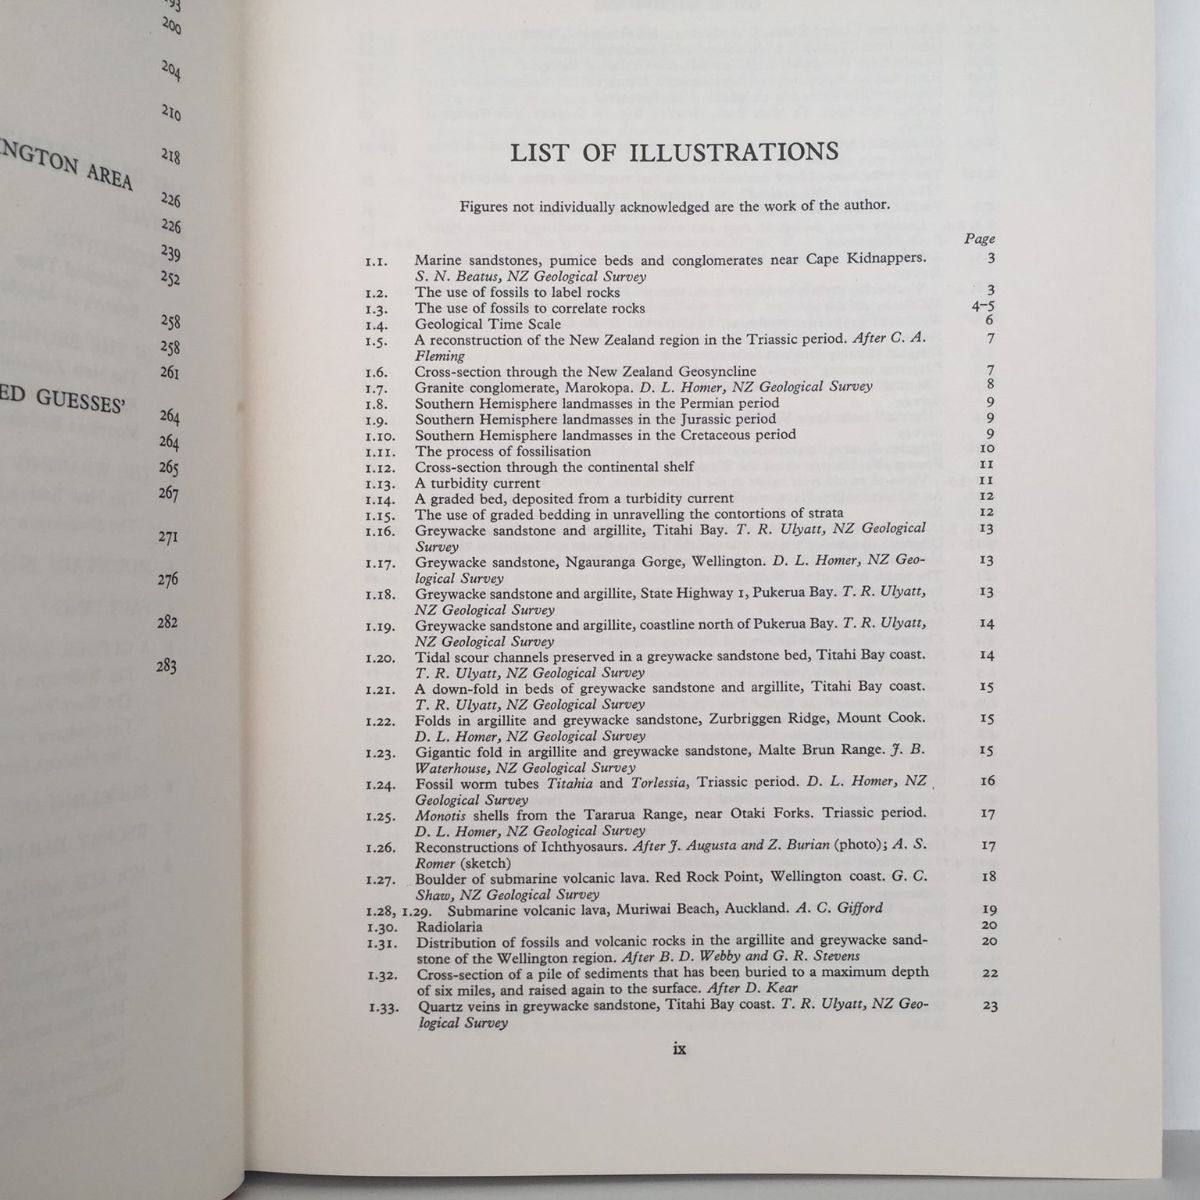 200
204
210
INGTON AREA
218
226
226
239
252
258
258
261
ED GUESSES'
264
264
265
267
271
276
282
283
LIST OF ILLUSTRATIONS
Figures not individually acknowledged are the work of the author.
Page
1.1. Marine sandstones, pumice beds and conglomerates near Cape Kidnappers. 3
S. N. Beatus, NZ Geological Survey
1.2. The use of fossils to label rocks 3
1.3. The use of fossils to correlate rocks 4–5
1.4. Geological Time Scale 6
1.5. A reconstruction of the New Zealand region in the Triassic period. After C. A. 7
Fleming
1.6. Cross-section through the New Zealand Geosyncline 7
1.7. Granite conglomerate, Marokopa. D. L. Homer, NZ Geological Survey 8
1.8. Southern Hemisphere landmasses in the Permian period 9
1.9. Southern Hemisphere landmasses in the Jurassic period 9
1.10. Southern Hemisphere landmasses in the Cretaceous period 9
1.11. The process of fossilisation 10
1.12. Cross-section through the continental shelf 11
1.13. A turbidity current 11
1.14. A graded bed, deposited from a turbidity current 12
1.15. The use of graded bedding in unravelling the contortions of strata 12
1.16. Greywacke sandstone and argillite, Titahi Bay. T. R. Ulyatt, NZ Geological 13
Survey
1.17. Greywacke sandstone, Ngauranga Gorge, Wellington. D. L. Homer, NZ Geo- 13
logical Survey
1.18. Greywacke sandstone and argillite, State Highway 1, Pukerua Bay. T. R. Ulyatt, 13
NZ Geological Survey
1.19. Greywacke sandstone and argillite, coastline north of Pukerua Bay. T. R. Ulyatt, 14
NZ Geological Survey
1.20. Tidal scour channels preserved in a greywacke sandstone bed, Titahi Bay coast. 14
T. R. Ulyatt, NZ Geological Survey
1.21. A down-fold in beds of greywacke sandstone and argillite, Titahi Bay coast. 15
T. R. Ulyatt, NZ Geological Survey
1.22. Folds in argillite and greywacke sandstone, Zurbriggen Ridge, Mount Cook. 15
D. L. Homer, NZ Geological Survey
1.23. Gigantic fold in argillite and greywacke sandstone, Malte Brun Range. J. B. 15
Waterhouse, NZ Geological Survey
1.24. Fossil worm tubes Titahia and Torlessia, Triassic period. D. L. Homer, NZ 16
Geological Survey
1.25. Monotis shells from the Tararua Range, near Otaki Forks. Triassic period. 17
D. L. Homer, NZ Geological Survey
1.26. Reconstructions of Ichthyosaurs. After J. Augusta and Z. Burian (photo); A. S. 17
Romer (sketch)
1.27. Boulder of submarine volcanic lava. Red Rock Point, Wellington coast. G. C. 18
Shaw, NZ Geological Survey
1.28, 1.29. Submarine volcanic lava, Muriwai Beach, Auckland. A. C. Gifford 19
1.30. Radiolaria 20
1.31. Distribution of fossils and volcanic rocks in the argillite and greywacke sand- 20
stone of the Wellington region. After B. D. Webby and G. R. Stevens
1.32. Cross-section of a pile of sediments that has been buried to a maximum depth 22
of six miles, and raised again to the surface. After D. Kear
1.33. Quartz veins in greywacke sandstone, Titahi Bay coast. T. R. Ulyatt, NZ Geo- 23
logical Survey
ix